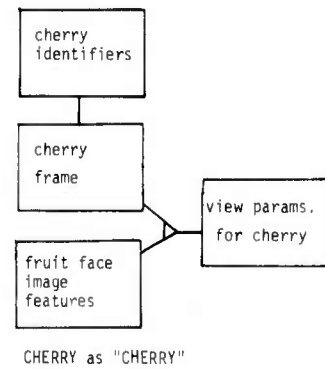 cherry
identifiers
cherry
frame
view params.
for cherry
fruit face
image
features
CHERRY as "CHERRY"